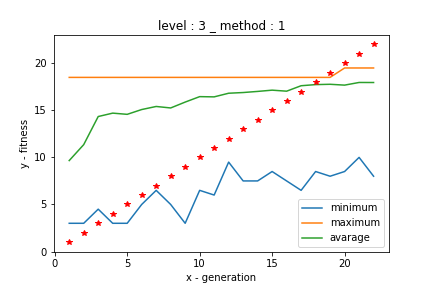 level : 3 _ method : 1
y - fitness
20
15
10
5
0
0 5 10 15 20
x - generation
minimum
maximum
avarage